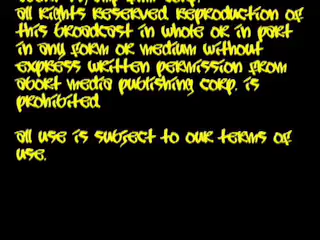 all rights reserved. reproduction of
this broadcast in whole or in part
in any form or medium without
express written permission from
abort media publishing corp. is
prohibited.
all use is subject to our terms of
use.